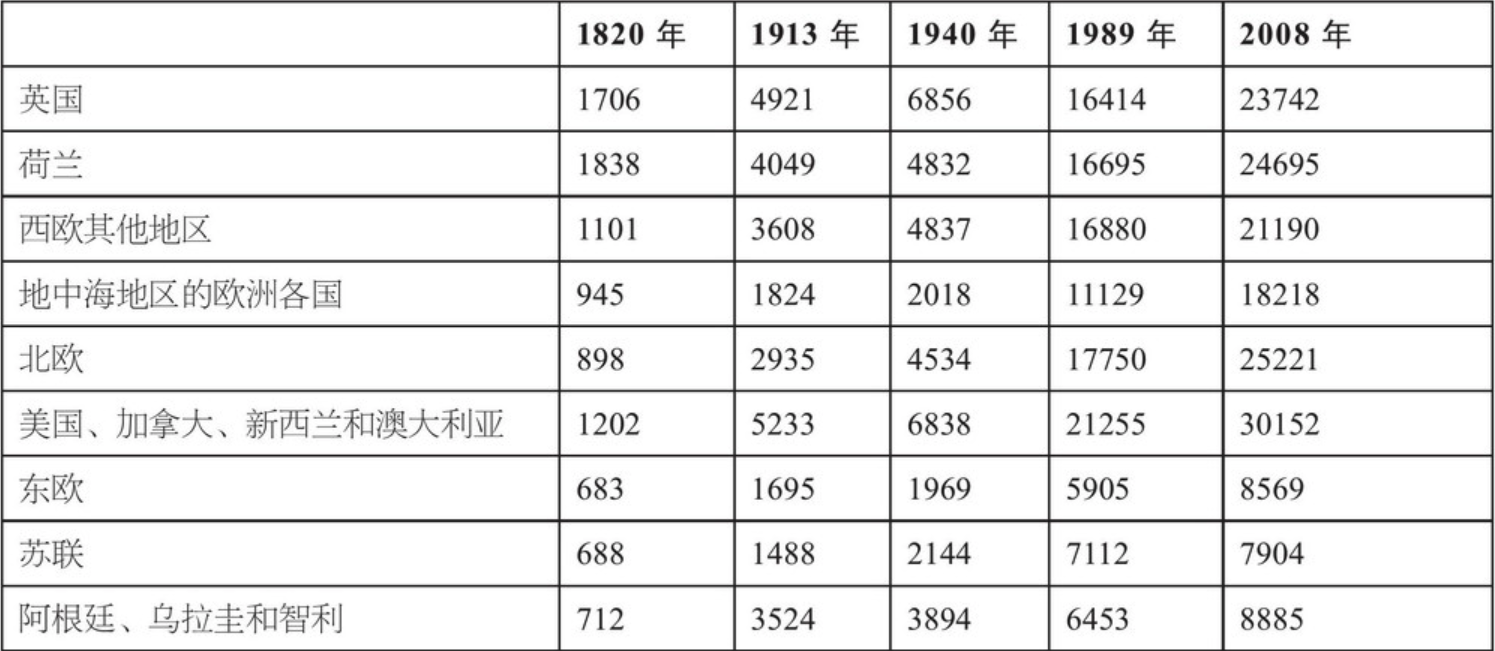 1820 年 1913 年 1940 年 1989 年 2008 年
英国 1706 4921 6856 16414 23742
荷兰 1838 4049 4832 16695 24695
西欧其他地区 1101 3608 4837 16880 21190
地中海地区的欧洲各国 945 1824 2018 11129 18218
北欧 898 2935 4534 17750 25221
美国、加拿大、新西兰和澳大利亚 1202 5233 6838 21255 30152
东欧 683 1695 1969 5905 8569
苏联 688 1488 2144 7112 7904
阿根廷、乌拉圭和智利 712 3524 3894 6453 8885